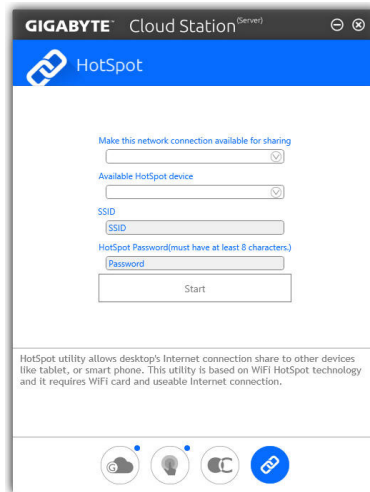 GIGABYTE™ Cloud Station(Server)
HotSpot
Make this network connection available for sharing
Available HotSpot device
SSID
SSID
HotSpot Password(must have at least 8 characters.)
Password
Start
HotSpot utility allows desktop's Internet connection share to other devices
like tablet, or smart phone. This utility is based on WiFi HotSpot technology
and it requires WiFi card and useable Internet connection.
G